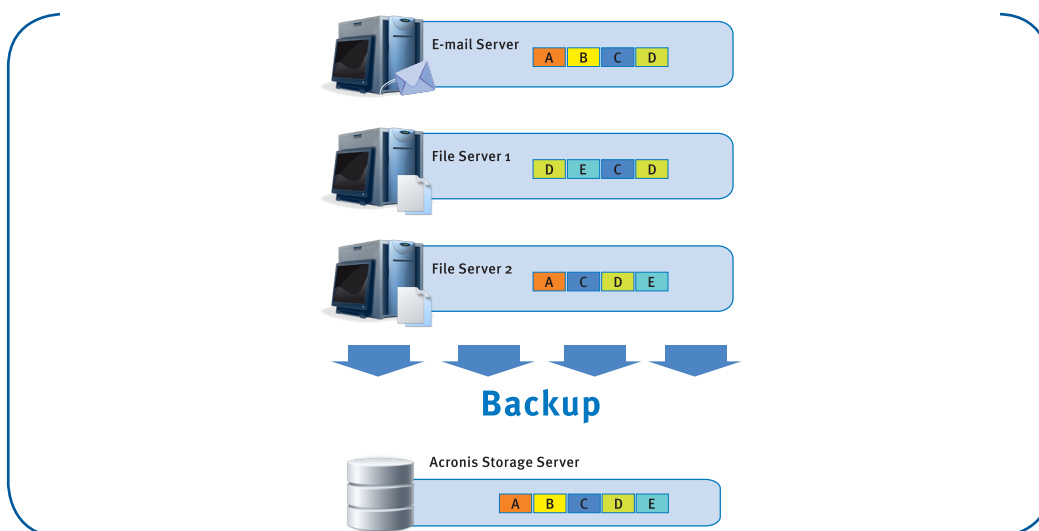 E-mail Server
A B C D
File Server 1
D E C D
File Server 2
A C D E
Backup
Acronis Storage Server
A B C D E